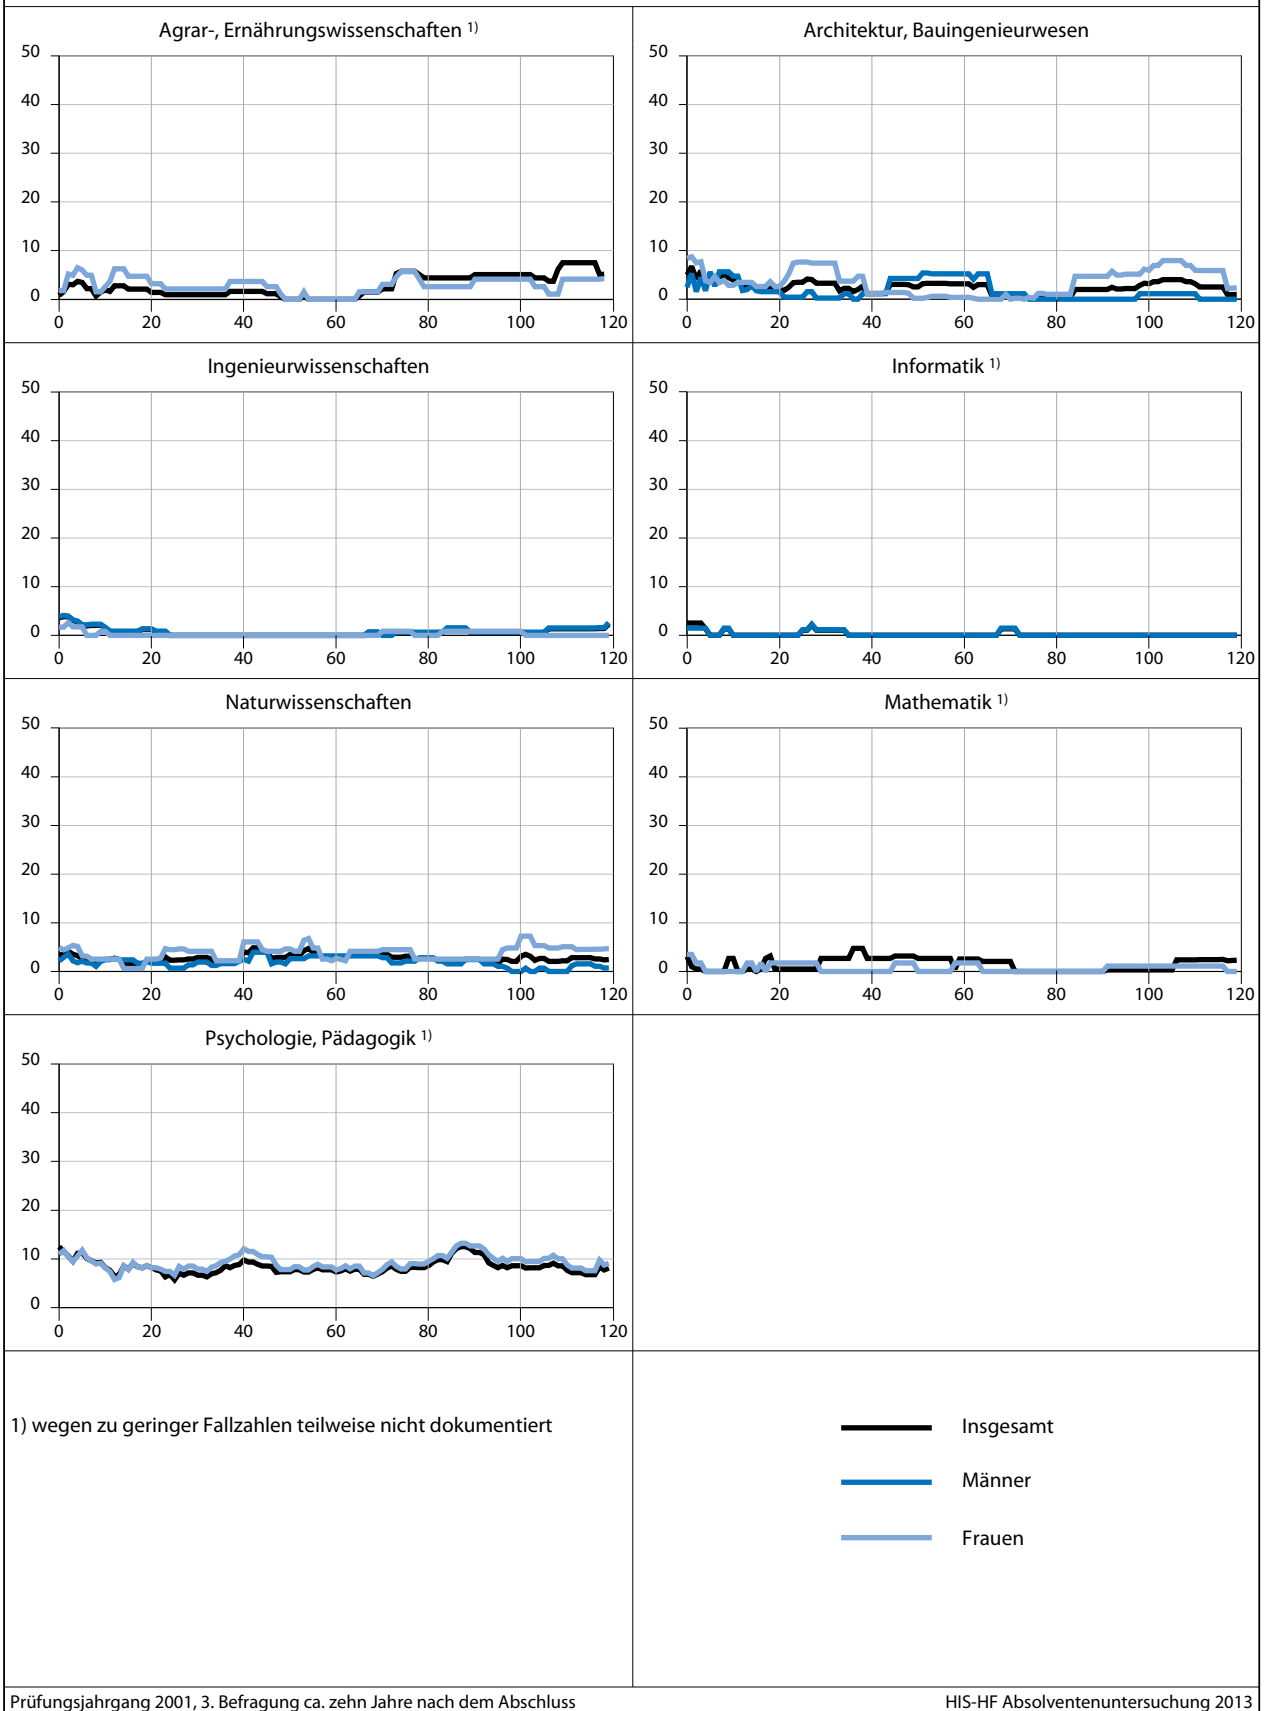 Agrar-, Ernährungswissenschaften 1)
50
40
30
20
10
0
0 20 40 60 80 100 120
Architektur, Bauingenieurwesen
50
40
30
20
10
0
0 20 40 60 80 100 120
Ingenieurwissenschaften
50
40
30
20
10
0
0 20 40 60 80 100 120
Informatik 1)
50
40
30
20
10
0
0 20 40 60 80 100 120
Naturwissenschaften
50
40
30
20
10
0
0 20 40 60 80 100 120
Mathematik 1)
50
40
30
20
10
0
0 20 40 60 80 100 120
Psychologie, Pädagogik 1)
50
40
30
20
10
0
0 20 40 60 80 100 120
1) wegen zu geringer Fallzahlen teilweise nicht dokumentiert
Insgesamt
Männer
Frauen
Prüfungsjahrgang 2001, 3. Befragung ca. zehn Jahre nach dem Abschluss
HIS-HF Absolventenuntersuchung 2013